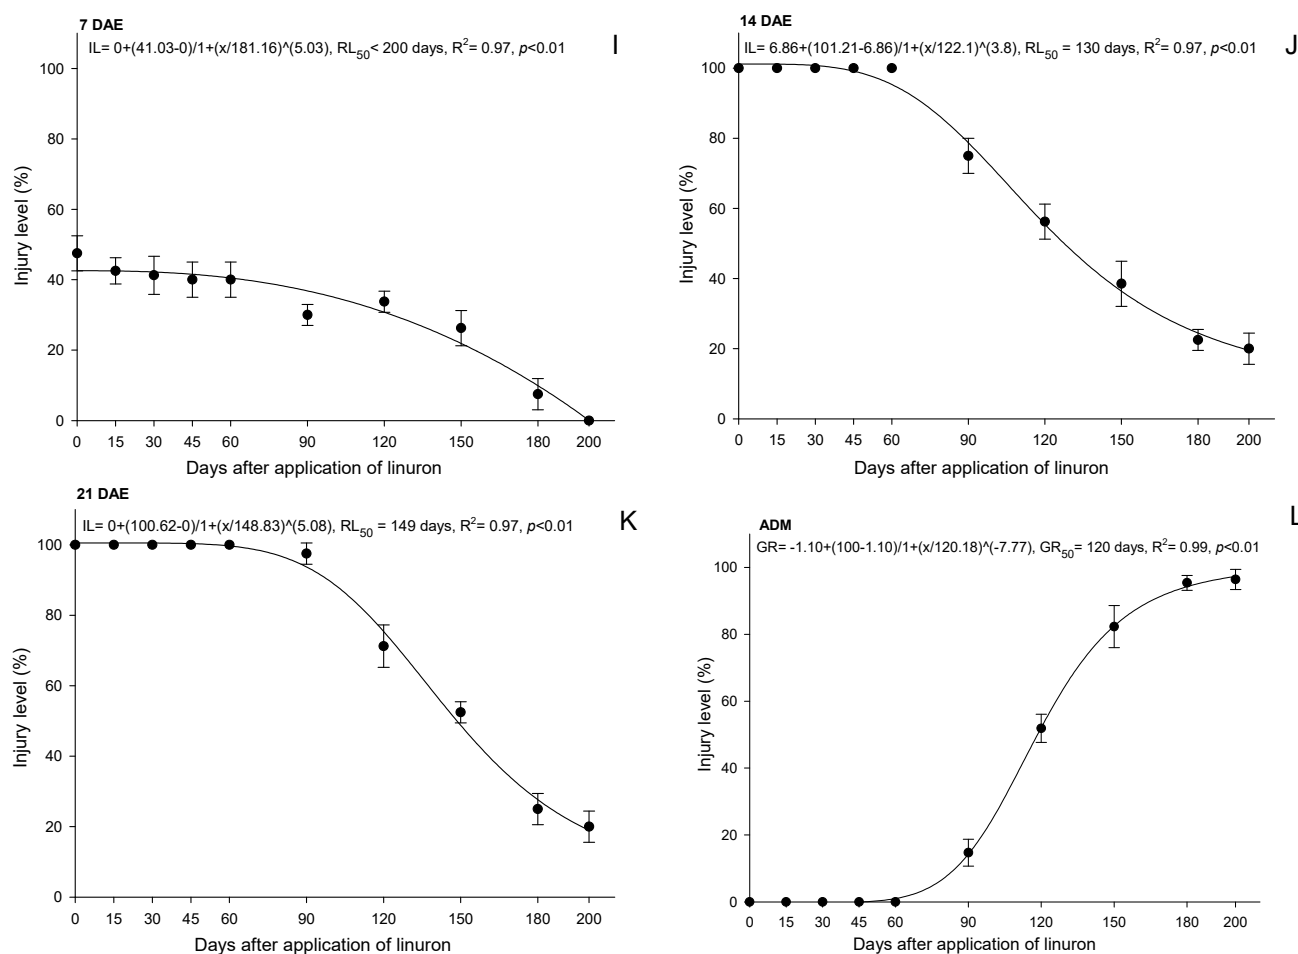 7 DAE
IL= 0+(41.03-0)/1+(x/181.16)^(5.03), RL50< 200 days, R2= 0.97, p<0.01
I
100
80
60
40
20
0
Injury level (%)
0 15 30 45 60 90 120 150 180 200
Days after application of linuron
14 DAE
IL= 6.86+(101.21-6.86)/1+(x/122.1)^(3.8), RL50 = 130 days, R2= 0.97, p<0.01
J
100
80
60
40
20
0
Injury level (%)
0 15 30 45 60 90 120 150 180 200
Days after application of linuron
21 DAE
IL= 0+(100.62-0)/1+(x/148.83)^(5.08), RL50 = 149 days, R2= 0.97, p<0.01
K
100
80
60
40
20
0
Injury level (%)
0 15 30 45 60 90 120 150 180 200
Days after application of linuron
ADM
GR= -1.10+(100-1.10)/1+(x/120.18)^(-7.77), GR50= 120 days, R2= 0.99, p<0.01
L
100
80
60
40
20
0
Injury level (%)
0 15 30 45 60 90 120 150 180 200
Days after application of linuron